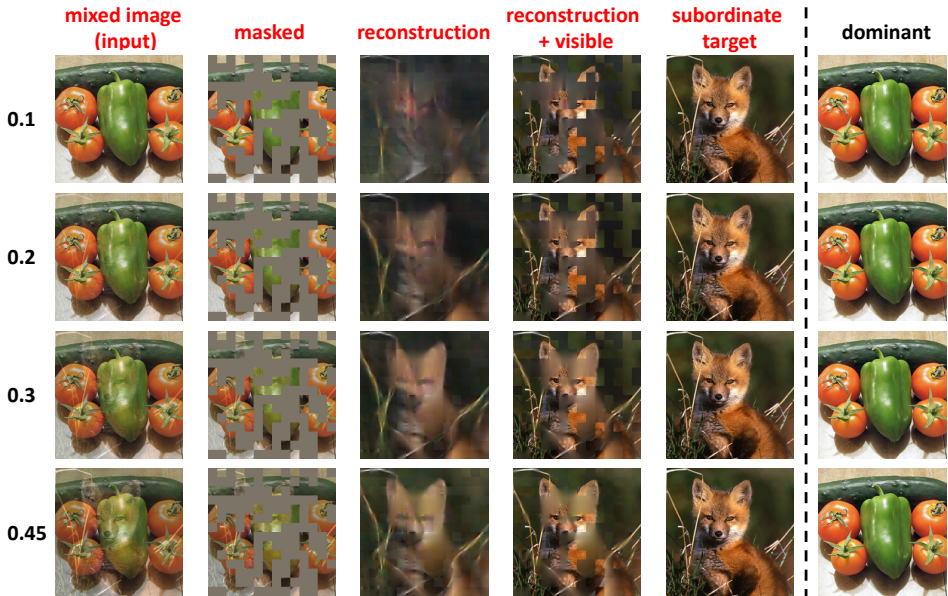 mixed image
(input)
masked
reconstruction
reconstruction
+ visible
subordinate
target
dominant
0.1
0.2
0.3
0.45